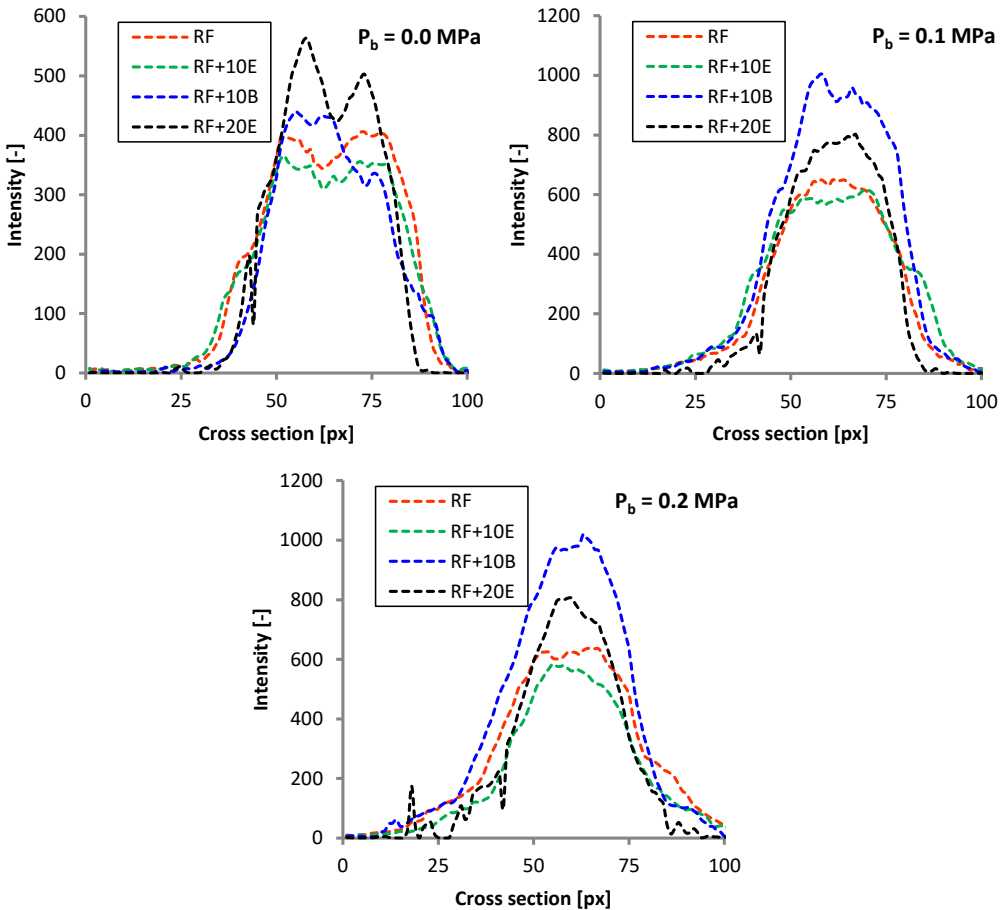 600
500
400
300
200
100
0
Intensity [-]
RF
RF+10E
RF+10B
RF+20E
P_b = 0.0 MPa
0 25 50 75 100
Cross section [px]
1200
1000
800
600
400
200
0
Intensity [-]
RF
RF+10E
RF+10B
RF+20E
P_b = 0.1 MPa
0 25 50 75 100
Cross section [px]
1200
1000
800
600
400
200
0
Intensity [-]
RF
RF+10E
RF+10B
RF+20E
P_b = 0.2 MPa
0 25 50 75 100
Cross section [px]